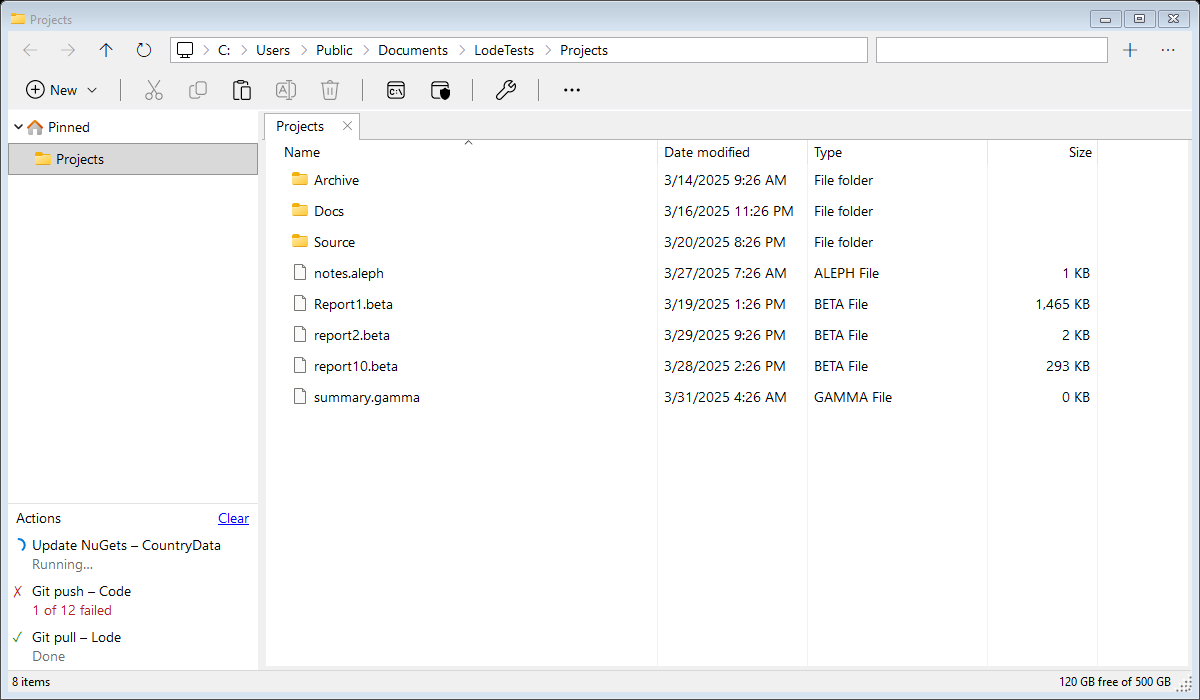 Projects
C: Users Public Documents LodeTests Projects
New
Pinned
Projects
Projects
Name Date modified Type Size
Archive 3/14/2025 9:26 AM File folder
Docs 3/16/2025 11:26 PM File folder
Source 3/20/2025 8:26 PM File folder
notes.aleph 3/27/2025 7:26 AM ALEPH File 1 KB
Report1.beta 3/19/2025 1:26 PM BETA File 1,465 KB
report2.beta 3/29/2025 9:26 PM BETA File 2 KB
report10.beta 3/28/2025 2:26 PM BETA File 293 KB
summary.gamma 3/31/2025 4:26 AM GAMMA File 0 KB
Actions Clear
Update NuGets – CountryData
Running...
Git push – Code
1 of 12 failed
Git pull – Lode
Done
8 items 120 GB free of 500 GB